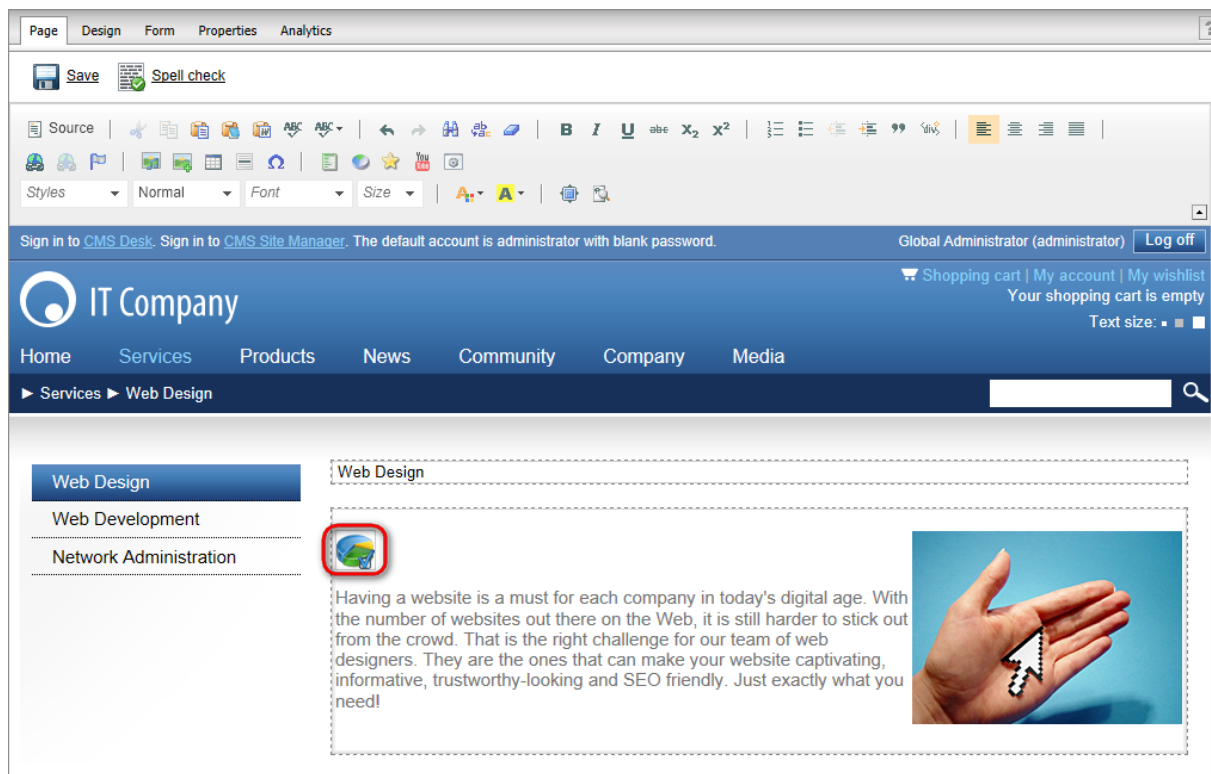 Page Design Form Properties Analytics ?
Save Spell check
Source ABC ABC B I U abc X₂ X² " div
Ω You
Styles Normal Font Size A A
Sign in to CMS Desk. Sign in to CMS Site Manager. The default account is administrator with blank password. Global Administrator (administrator) Log off
Shopping cart | My account | My wishlist
Your shopping cart is empty
IT Company
Text size:
Home Services Products News Community Company Media
► Services ► Web Design
Web Design
Web Development
Network Administration
Web Design
Having a website is a must for each company in today's digital age. With
the number of websites out there on the Web, it is still harder to stick out
from the crowd. That is the right challenge for our team of web
designers. They are the ones that can make your website captivating,
informative, trustworthy-looking and SEO friendly. Just exactly what you
need!